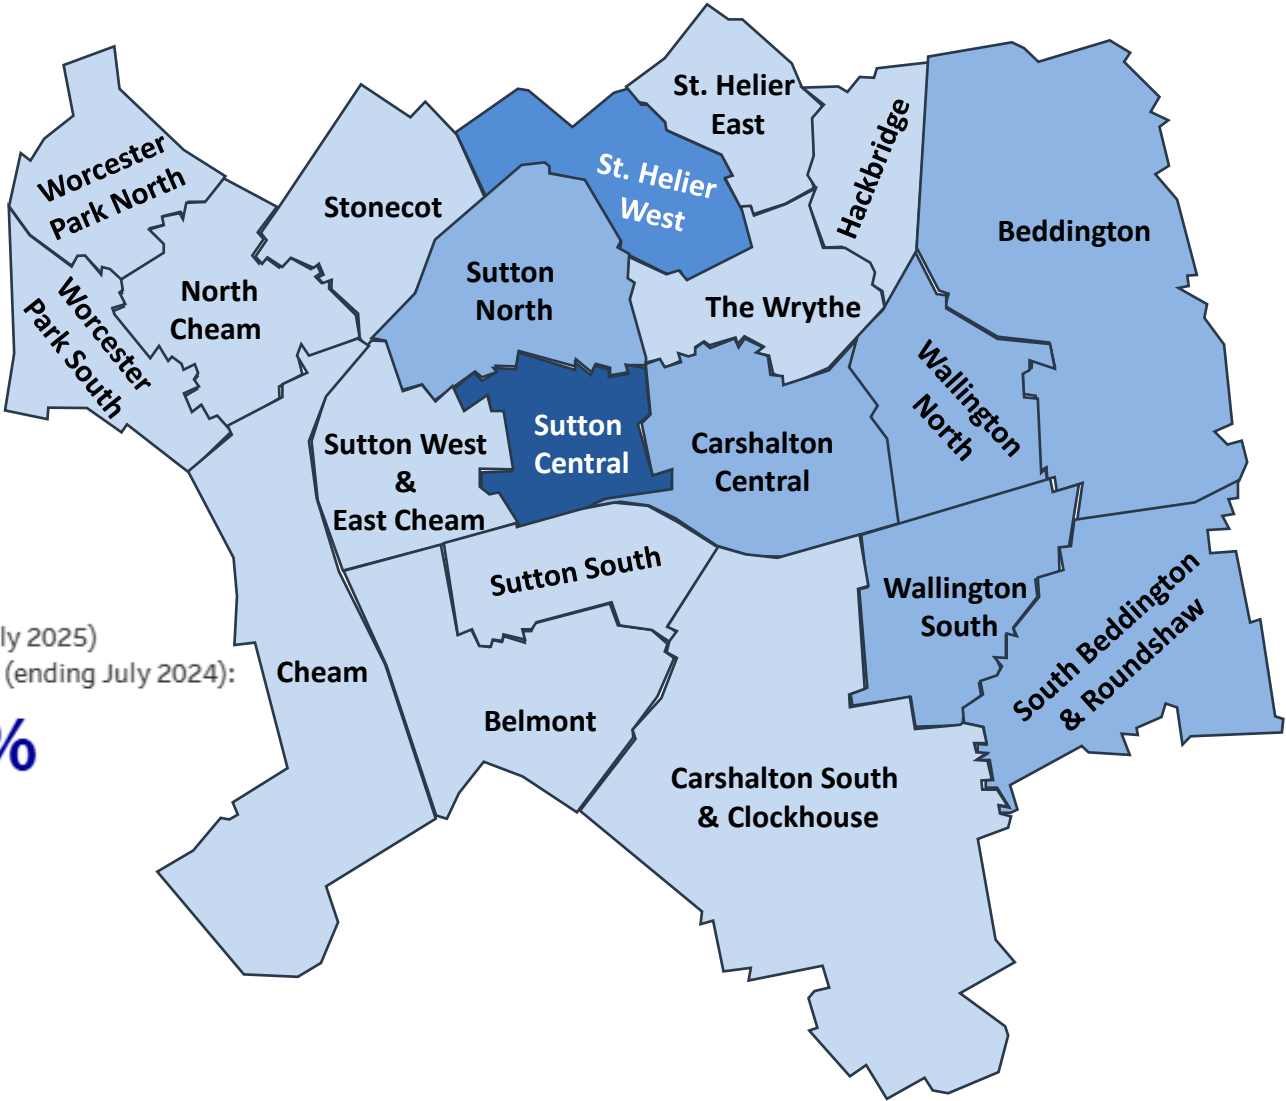 St. Helier
East
Hackbridge
Worcester
Park North
St. Helier
West
Stonecot
Beddington
Sutton
North
North
Cheam
The Wrythe
Worcester
Park South
Wallington
North
Sutton
Central
Sutton West
&
East Cheam
Carshalton
Central
Sutton South
Wallington
South
South Beddington
& Roundshaw
ly 2025)
(ending July 2024):
%
Cheam
Belmont
Carshalton South
& Clockhouse